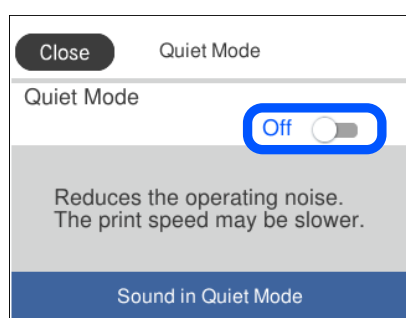 Close Quiet Mode
Quiet Mode
Off
Reduces the operating noise.
The print speed may be slower.
Sound in Quiet Mode